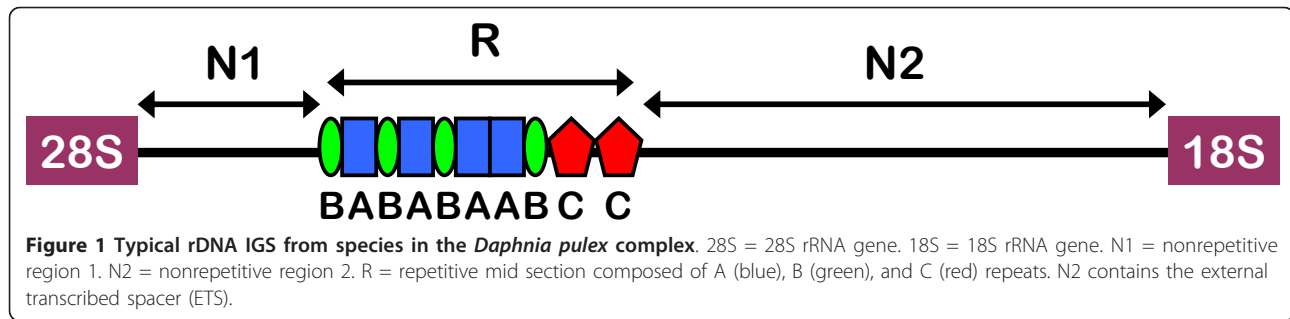 R
N1
N2
28S
18S
BABABAABC C
Figure 1 Typical rDNA IGS from species in the Daphnia pulex complex. 28S = 28S rRNA gene. 18S = 18S rRNA gene. N1 = nonrepetitive
region 1. N2 = nonrepetitive region 2. R = repetitive mid section composed of A (blue), B (green), and C (red) repeats. N2 contains the external
transcribed spacer (ETS).